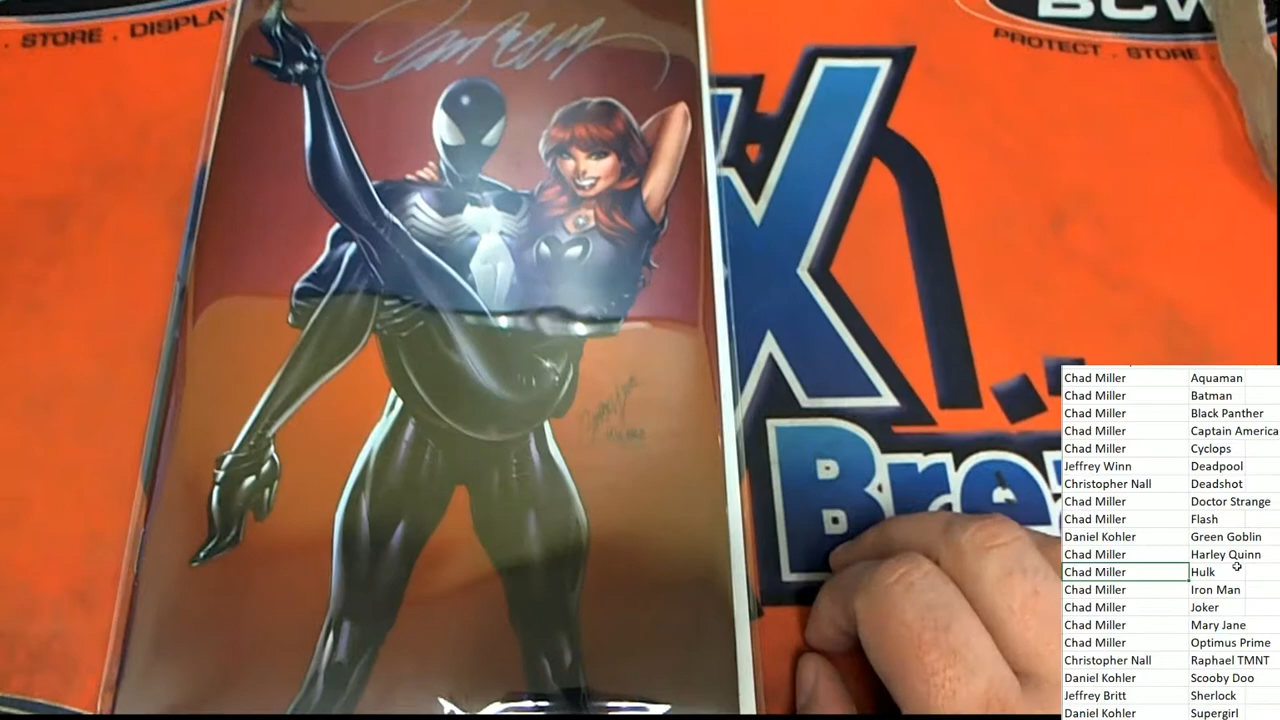 . STORE . DISPLA
BCW
PROTECT . STORE .
X
Bre
Chad Miller Aquaman
Chad Miller Batman
Chad Miller Black Panther
Chad Miller Captain America
Chad Miller Cyclops
Jeffrey Winn Deadpool
Christopher Nall Deadshot
Chad Miller Doctor Strange
Chad Miller Flash
Daniel Kohler Green Goblin
Chad Miller Harley Quinn
Chad Miller Hulk
Chad Miller Iron Man
Chad Miller Joker
Chad Miller Mary Jane
Chad Miller Optimus Prime
Christopher Nall Raphael TMNT
Daniel Kohler Scooby Doo
Jeffrey Britt Sherlock
Daniel Kohler Supergirl